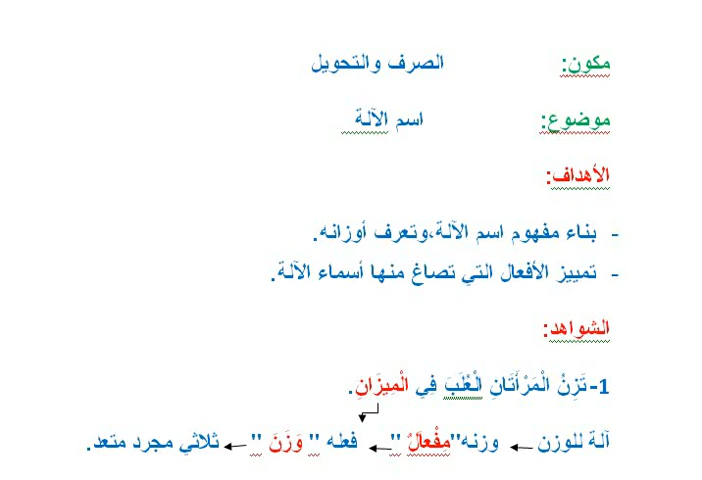 مكون: الصرف والتحويل
موضوع: اسم الآلة
الأهداف:
- بناء مفهوم اسم الآلة،وتعرف أوزانه.
- تمييز الأفعال التي تصاغ منها أسماء الآلة.
الشواهد:
1- تَزِنُ الْمَرْأَتَانِ الْعُلَبَ فِي الْمِيزَانِ.
آلة للوزن ← وزنه"مِفْعاَلٌ" ← فعله " وَزَنَ " ← ثلاثي مجرد متعد.